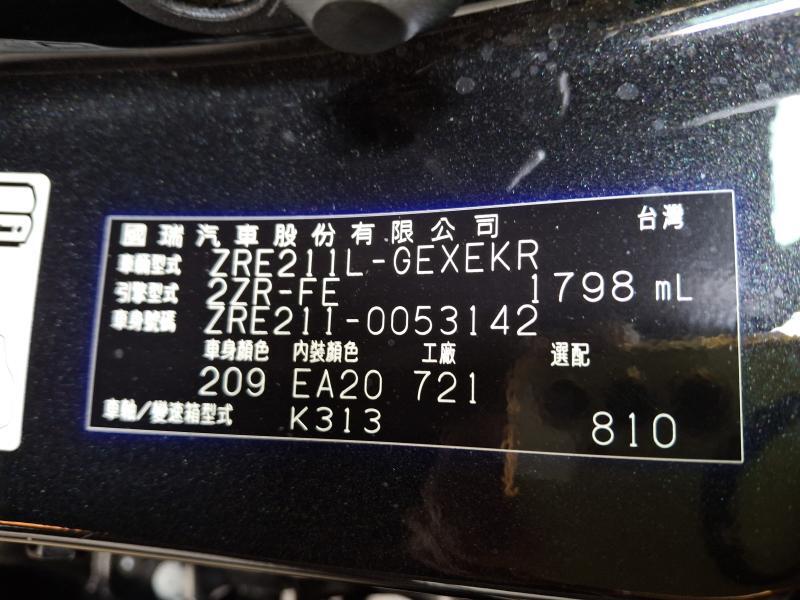 國瑞汽車股份有限公司 台灣
車輛型式 ZRE211L-GEXEKR
引擎型式 2ZR-FE 1798 mL
車身號碼 ZRE211-0053142
車身顏色 內裝顏色 工廠 選配
209 EA20 721
車軸/變速箱型式 K313 810